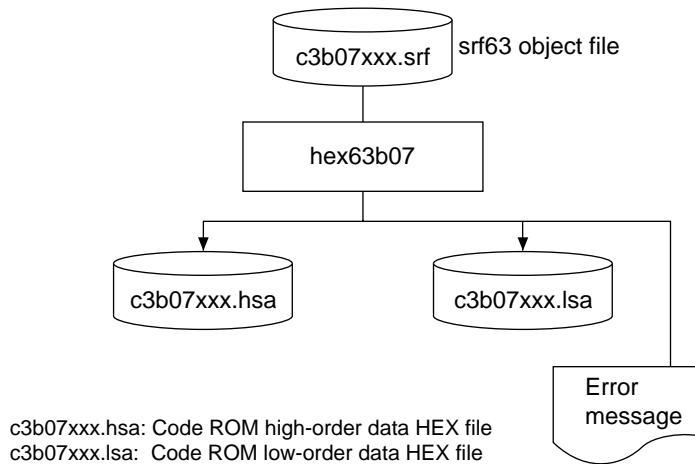 c3b07xxx.srf
srf63 object file
hex63b07
c3b07xxx.hsa
c3b07xxx.lsa
Error
message
c3b07xxx.hsa: Code ROM high-order data HEX file
c3b07xxx.lsa: Code ROM low-order data HEX file